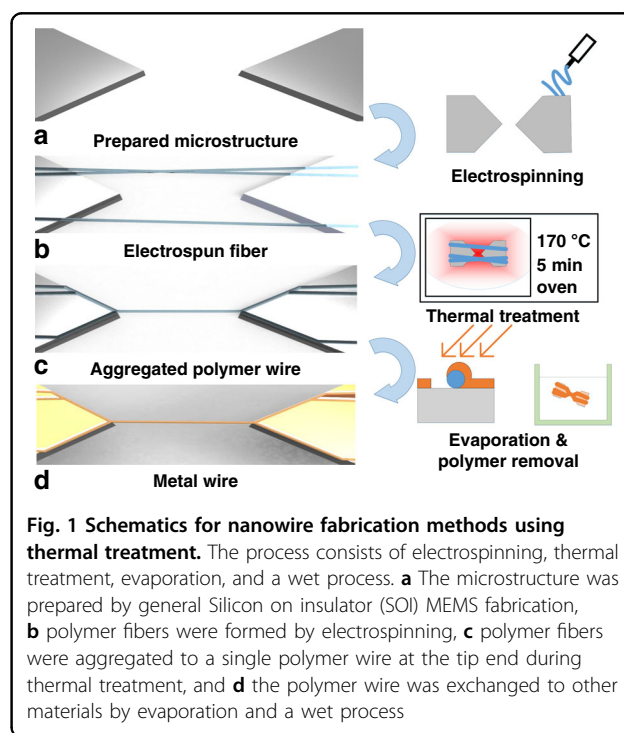 a
Prepared microstructure
Electrospinning
b
Electrospun fiber
170 °C
5 min
oven
Thermal treatment
c
Aggregated polymer wire
Evaporation &
polymer removal
d
Metal wire
Fig. 1 Schematics for nanowire fabrication methods using
thermal treatment. The process consists of electrospinning, thermal
treatment, evaporation, and a wet process. a The microstructure was
prepared by general Silicon on insulator (SOI) MEMS fabrication,
b polymer fibers were formed by electrospinning, c polymer fibers
were aggregated to a single polymer wire at the tip end during
thermal treatment, and d the polymer wire was exchanged to other
materials by evaporation and a wet process